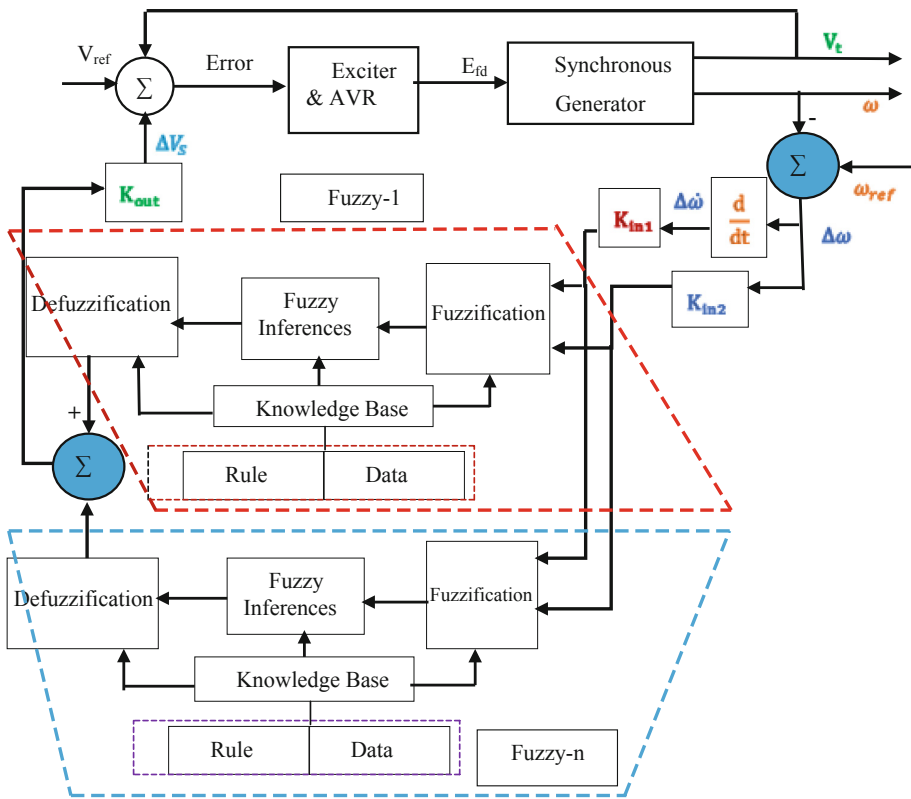 V_ref
Error
Exciter
& AVR
E_fd
Synchronous
Generator
V_t
ω
-
Σ
Σ
ΔV_S
K_out
Fuzzy-1
K_in1
Δω̇
d
dt
ω_ref
Δω
K_in2
Defuzzification
Fuzzy
Inferences
Fuzzification
Knowledge Base
+
Σ
Rule
Data
Defuzzification
Fuzzy
Inferences
Fuzzification
Knowledge Base
Rule
Data
Fuzzy-n